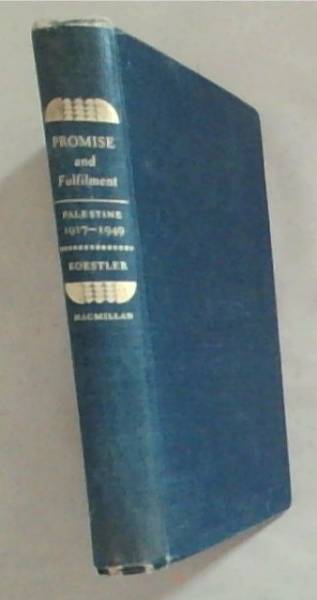 PROMISE
and
Fulfilment
PALESTINE
1917-1949
KOESTLER
MACMILLAN